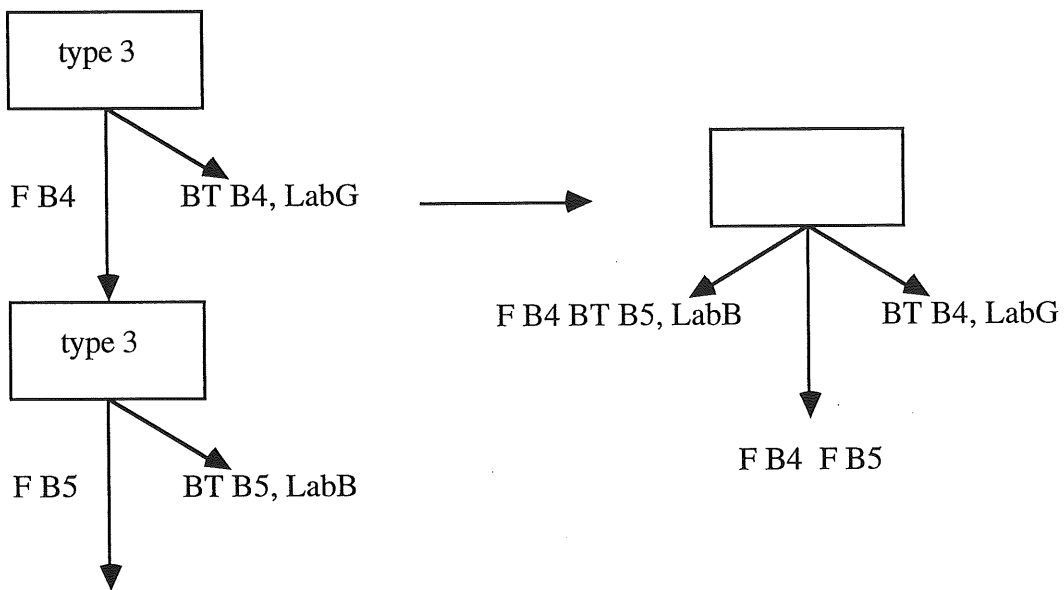 type 3
F B4
BT B4, LabG
type 3
F B5
BT B5, LabB
F B4 BT B5, LabB
BT B4, LabG
F B4 F B5